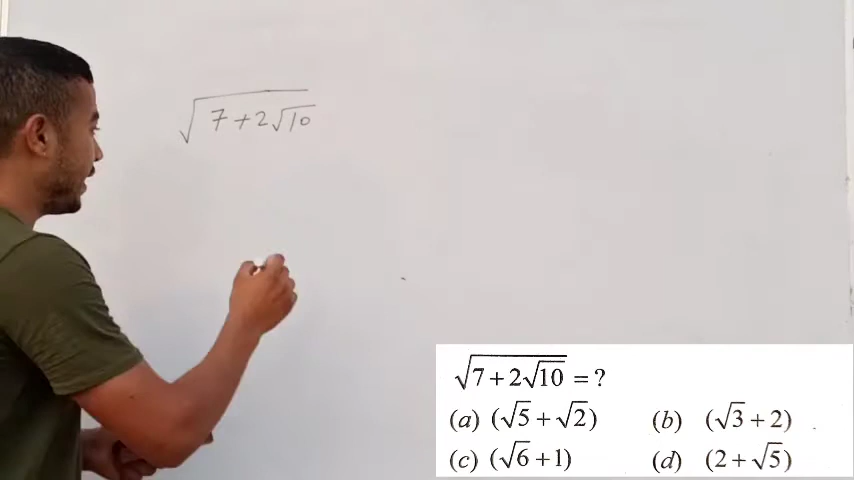 √(7+2√10)
√(7 + 2√10) = ?
(a) (√5 + √2) (b) (√3 + 2)
(c) (√6 + 1) (d) (2 + √5)